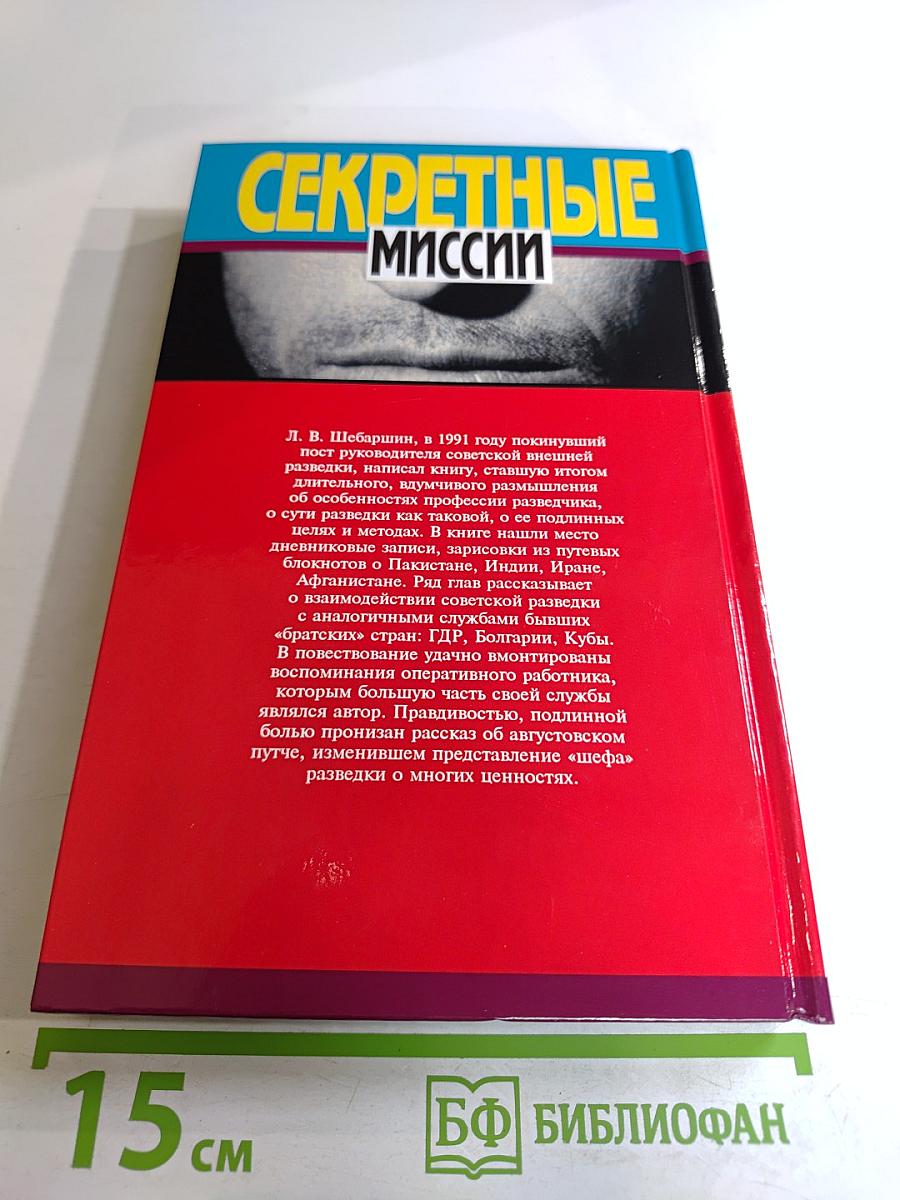 СЕКРЕТНЫЕ
МИССИИ
Л. В. Шебаршин, в 1991 году покинувший
пост руководителя советской внешней
разведки, написал книгу, ставшую итогом
длительного, вдумчивого размышления
об особенностях профессии разведчика,
о сути разведки как таковой, о ее подлинных
целях и методах. В книге нашли место
дневниковые записи, зарисовки из путевых
блокнотов о Пакистане, Индии, Иране,
Афганистане. Ряд глав рассказывает
о взаимодействии советской разведки
с аналогичными службами бывших
«братских» стран: ГДР, Болгарии, Кубы.
В повествование удачно вмонтированы
воспоминания оперативного работника,
которым большую часть своей службы
являлся автор. Правдивостью, подлинной
болью пронизан рассказ об августовском
путче, изменившем представление «шефа»
разведки о многих ценностях.
15 см
БФ БИБЛИОФАН